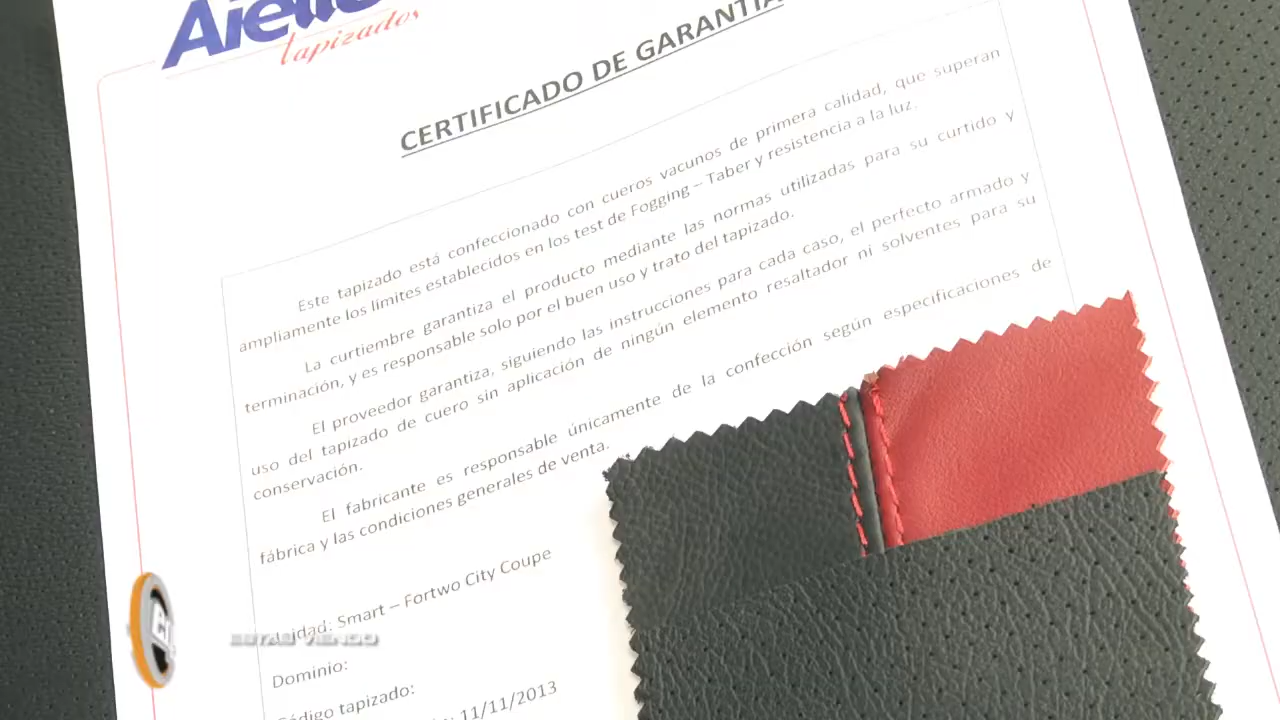 tapizados
CERTIFICADO DE GARANTIA
Este tapizado está confeccionado con cueros vacunos de primera calidad, que superan
ampliamente los límites establecidos en los test de Fogging – Taber y resistencia a la luz.
La curtiembre garantiza el producto mediante las normas utilizadas para su curtido y
terminación, y es responsable solo por el buen uso y trato del tapizado.
El proveedor garantiza, siguiendo las instrucciones para cada caso, el perfecto armado y
uso del tapizado de cuero sin aplicación de ningún elemento resaltador ni solventes para su
conservación.
El fabricante es responsable únicamente de la confección según especificaciones de
fábrica y las condiciones generales de venta.
Smart – Fortwo City Coupe
ESTAS VIENDO
Dominio:
Código tapizado:
11/11/2013